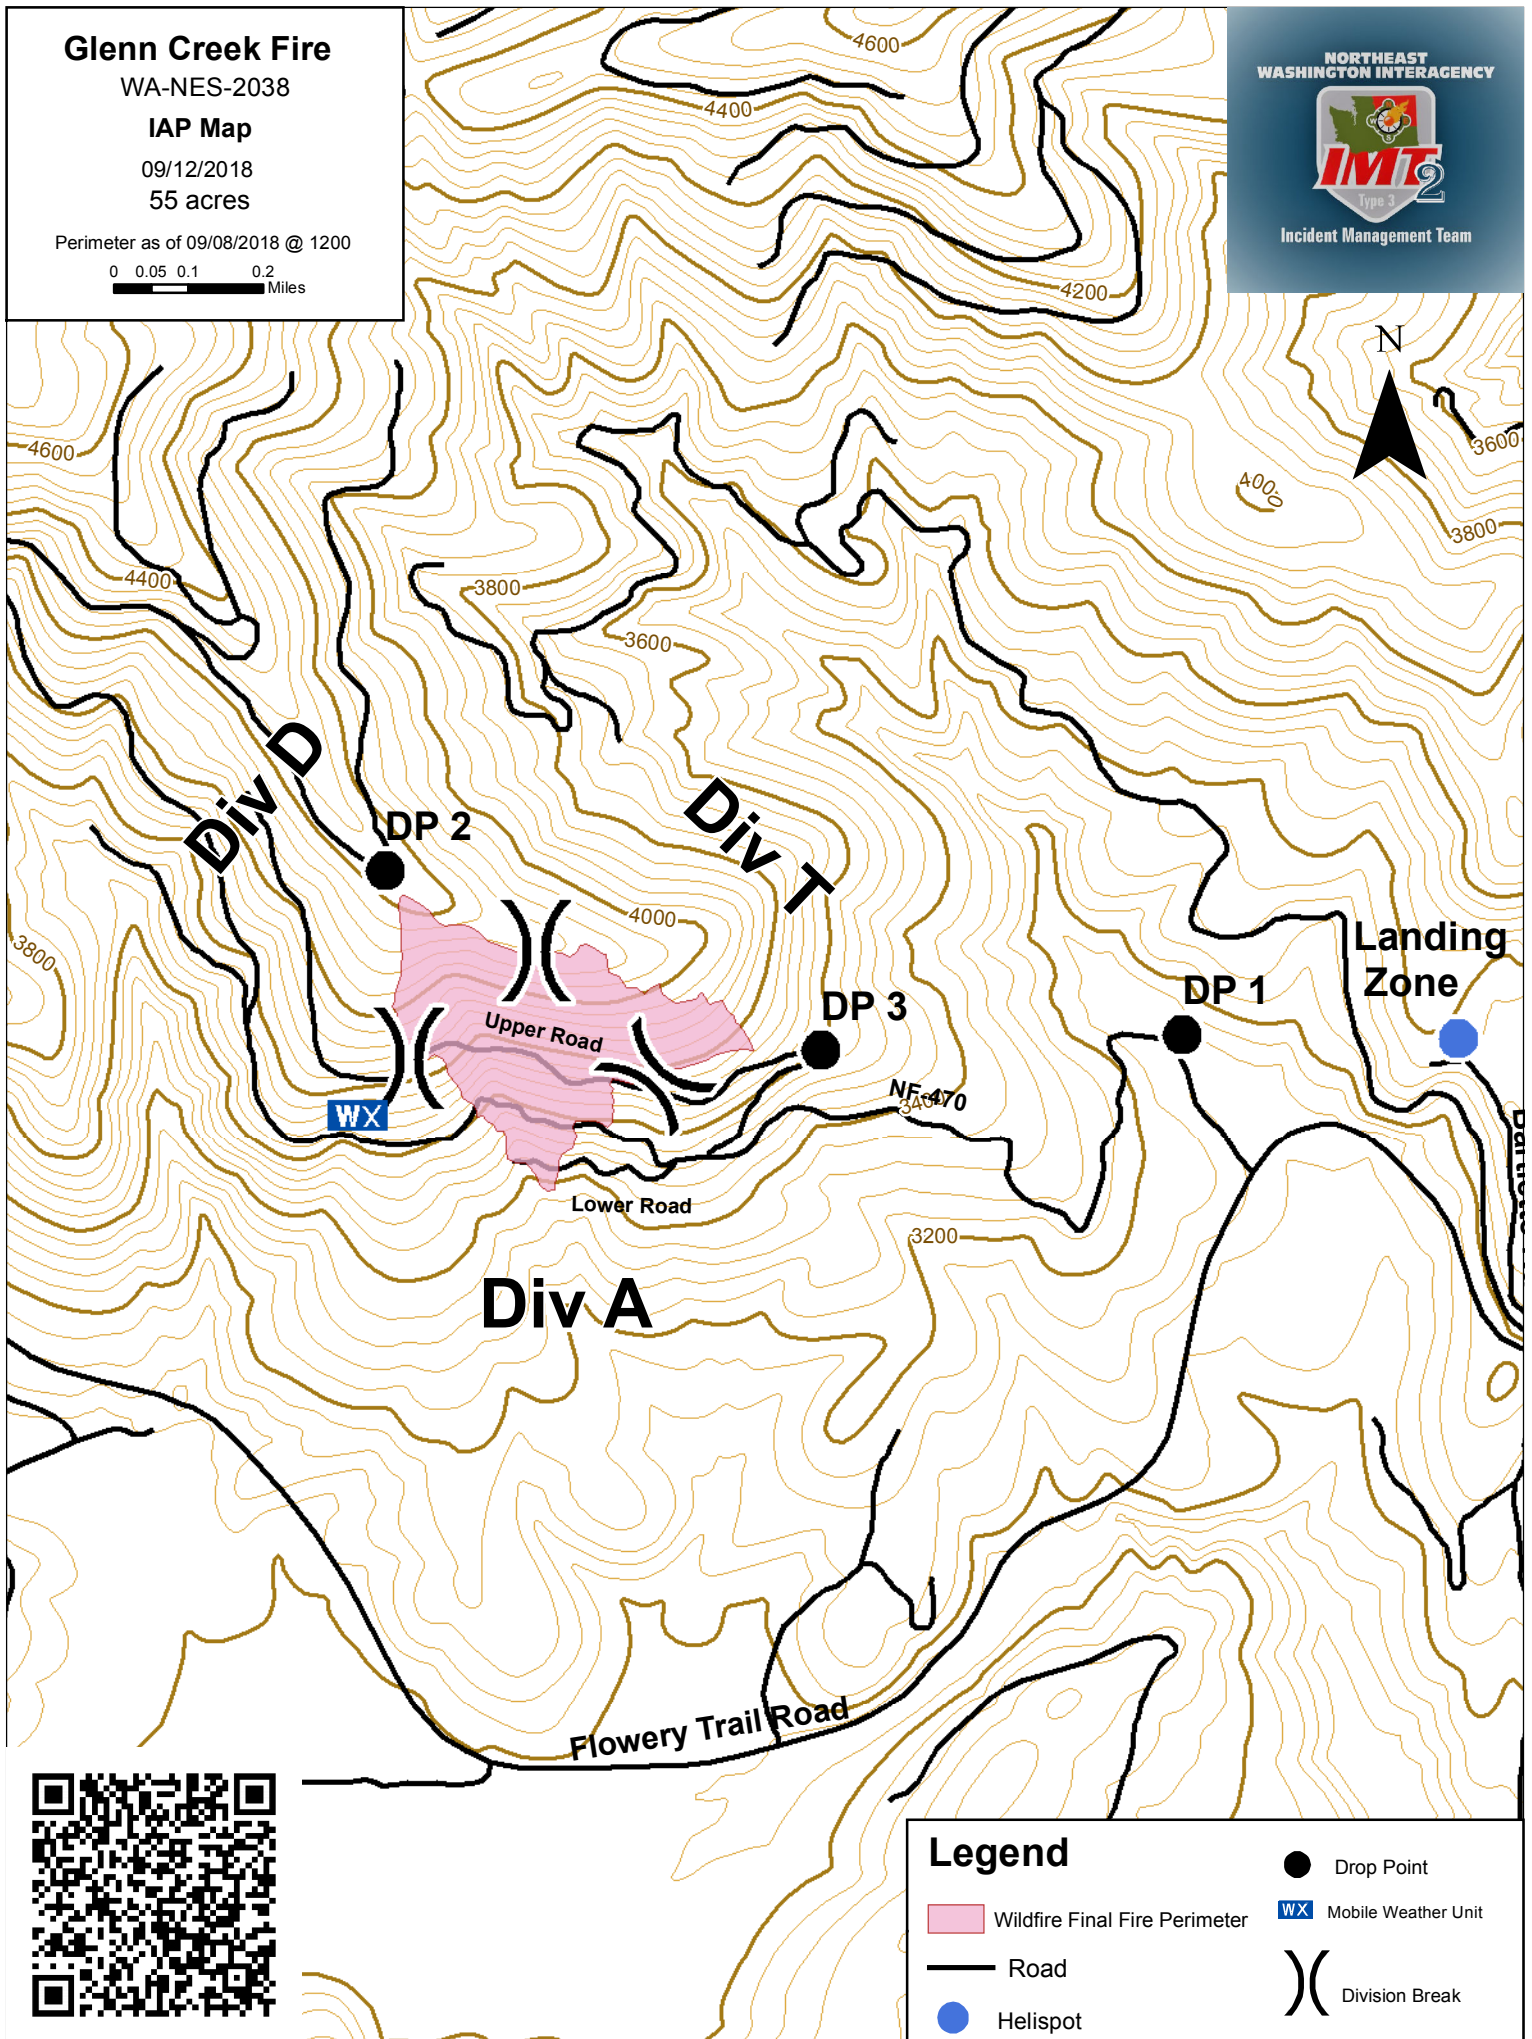 Glenn Creek Fire
WA-NES-2038
IAP Map
09/12/2018
55 acres
Perimeter as of 09/08/2018 @ 1200
0 0.05 0.1 0.2
Miles
NORTHEAST
WASHINGTON INTERAGENCY
W
S
IMT2
Type 3
Incident Management Team
N
4600
4400
4200
4600
3600
4000
3800
4400
3800
3600
Div D
DP 2
Div T
4000
3800
Landing
Zone
DP 1
DP 3
Upper Road
NF-470
3400
WX
Lower Road
3200
Div A
Flowery Trail Road
Legend
Wildfire Final Fire Perimeter
Road
Helispot
Drop Point
WX Mobile Weather Unit
Division Break